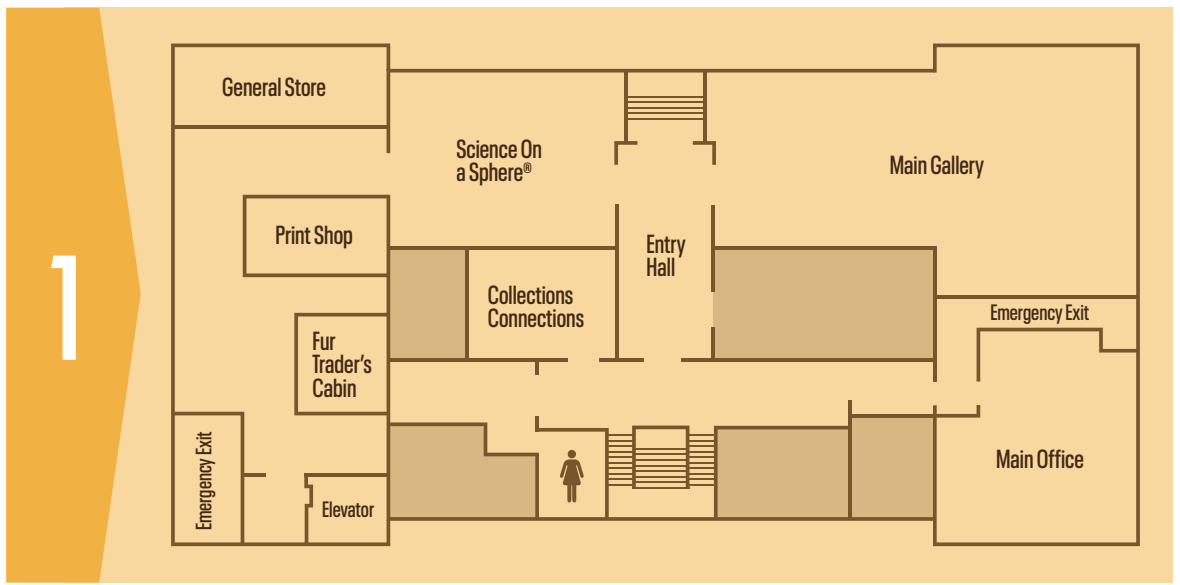 1
General Store
Science On
a Sphere®
Main Gallery
Print Shop
Entry
Hall
Collections
Connections
Emergency Exit
Fur
Trader's
Cabin
Emergency Exit
Main Office
Elevator